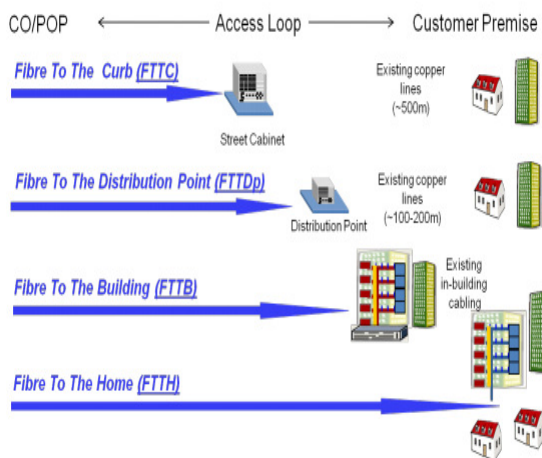 CO/POP Access Loop Customer Premise
Fibre To The Curb (FTTC)
Existing copper
lines
(~500m)
Street Cabinet
Fibre To The Distribution Point (FTTDp)
Existing copper
lines
(~100-200m)
Distribution Point
Fibre To The Building (FTTB)
Existing
in-building
cabling
Fibre To The Home (FTTH)